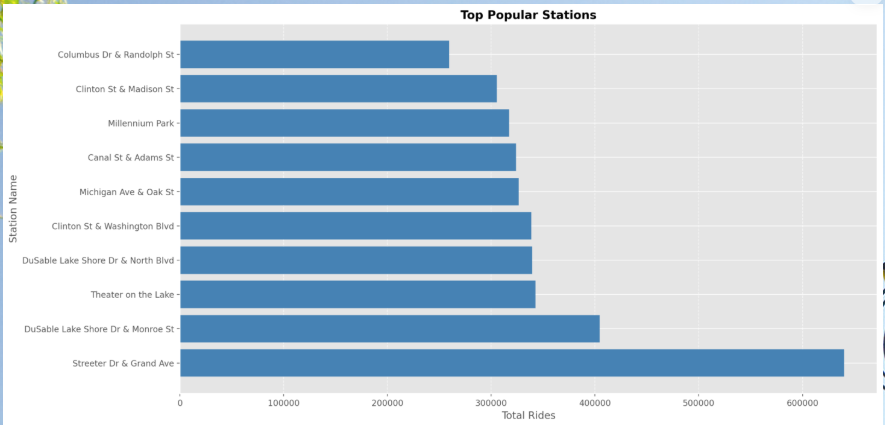 Top Popular Stations
Station Name
Columbus Dr & Randolph St
Clinton St & Madison St
Millennium Park
Canal St & Adams St
Michigan Ave & Oak St
Clinton St & Washington Blvd
DuSable Lake Shore Dr & North Blvd
Theater on the Lake
DuSable Lake Shore Dr & Monroe St
Streeter Dr & Grand Ave
0 100000 200000 300000 400000 500000 600000
Total Rides